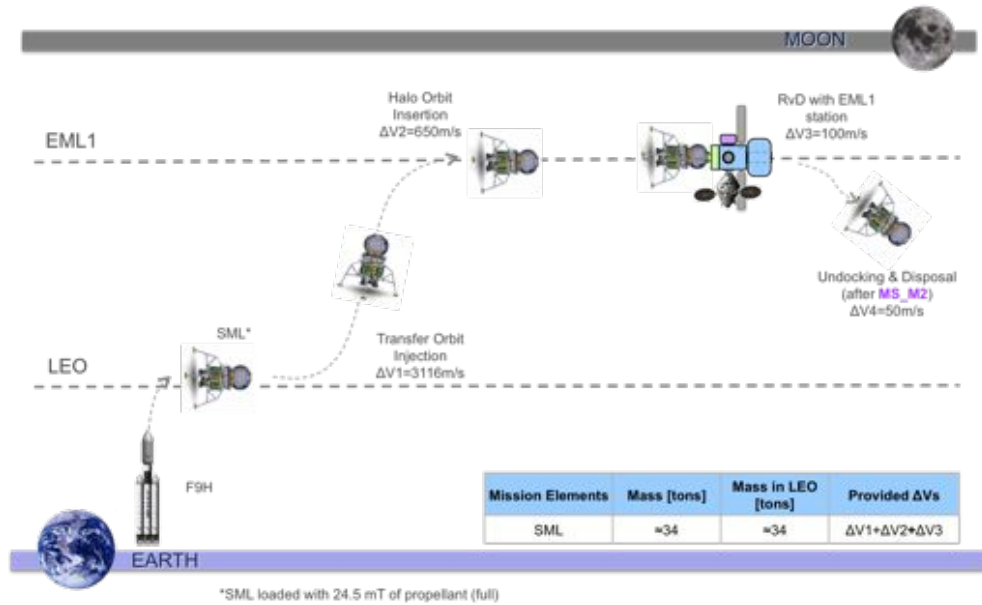 MOON
Halo Orbit
Insertion
ΔV2=650m/s
RvD with EML1
station
ΔV3=100m/s
EML1
Undocking & Disposal
(after MS_M2)
ΔV4=50m/s
SML*
Transfer Orbit
Injection
ΔV1=3116m/s
LEO
F9H
Mission Elements Mass [tons] Mass in LEO [tons] Provided ΔVs
SML ≈34 ≈34 ΔV1+ΔV2+ΔV3
EARTH
*SML loaded with 24.5 mT of propellant (full)